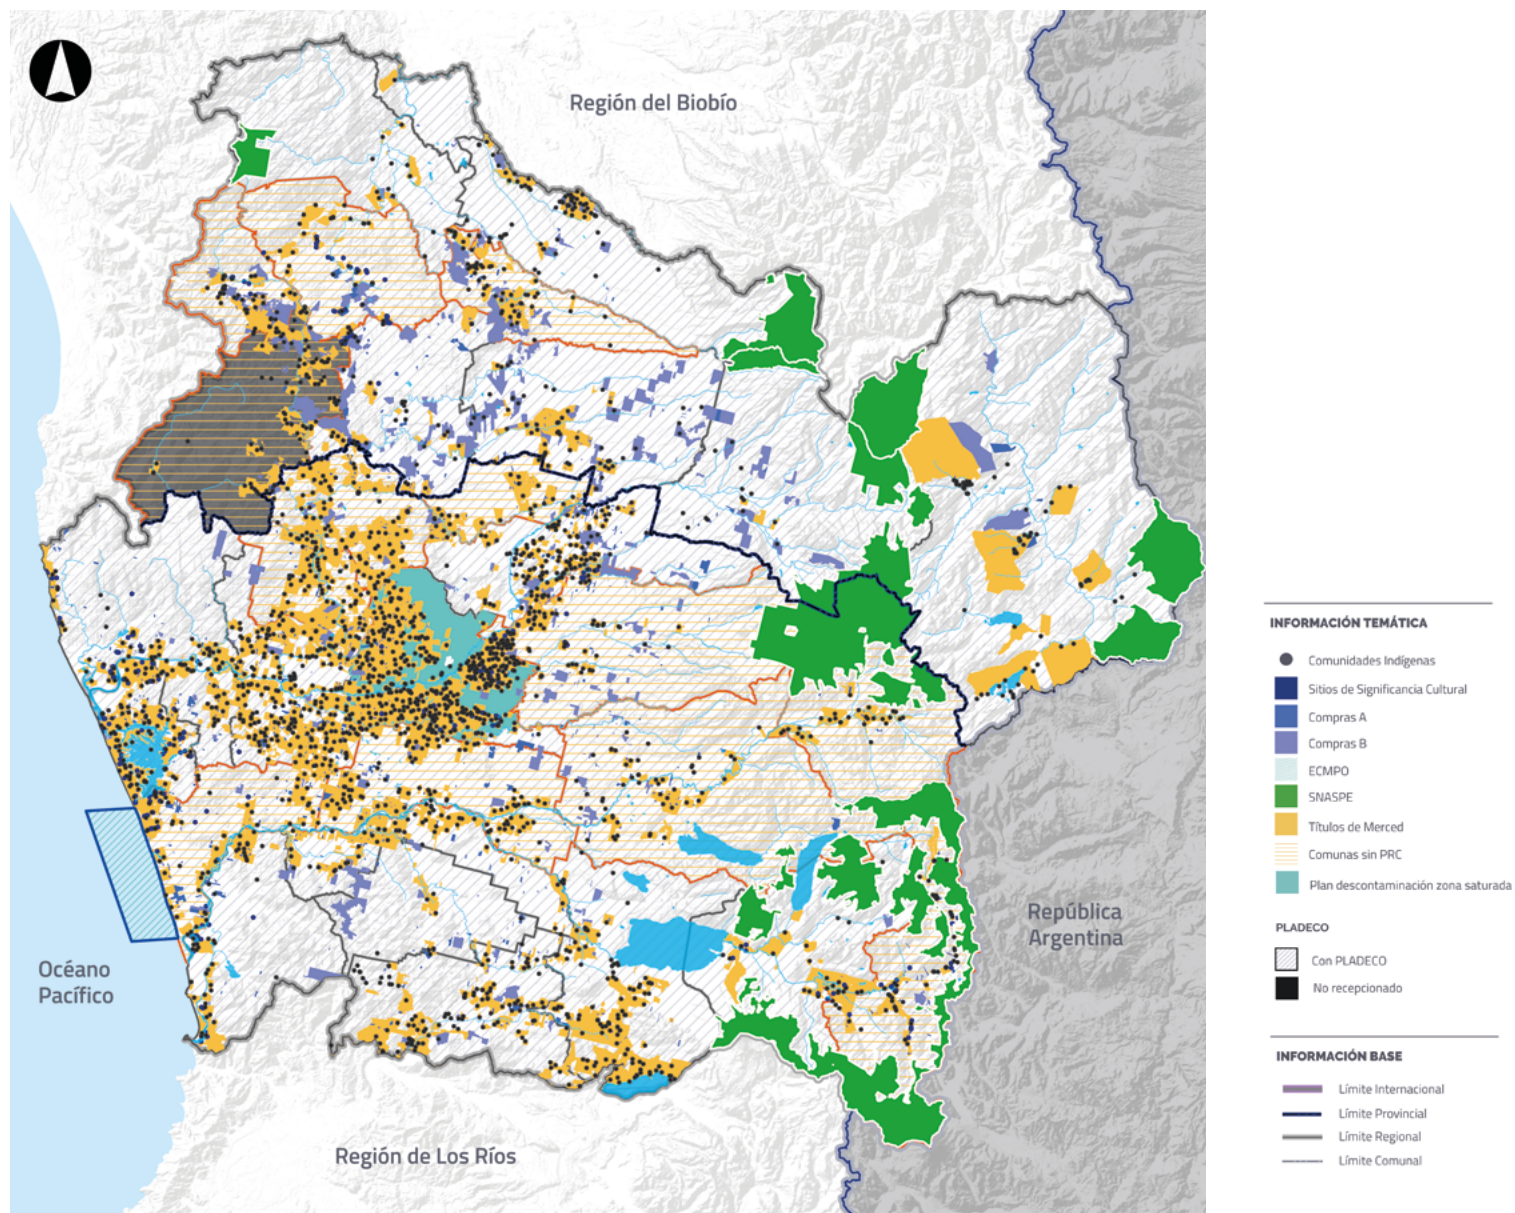 Región del Biobío
INFORMACIÓN TEMÁTICA
Comunidades Indígenas
Sitios de Significancia Cultural
Compras A
Compras B
ECMPO
SNASPE
Títulos de Merced
Comunas sin PRC
Plan descontaminación zona saturada
República
Argentina
PLADECO
Océano
Pacífico
Con PLADECO
No recepcionado
INFORMACIÓN BASE
Límite Internacional
Límite Provincial
Límite Regional
Límite Comunal
Región de Los Ríos